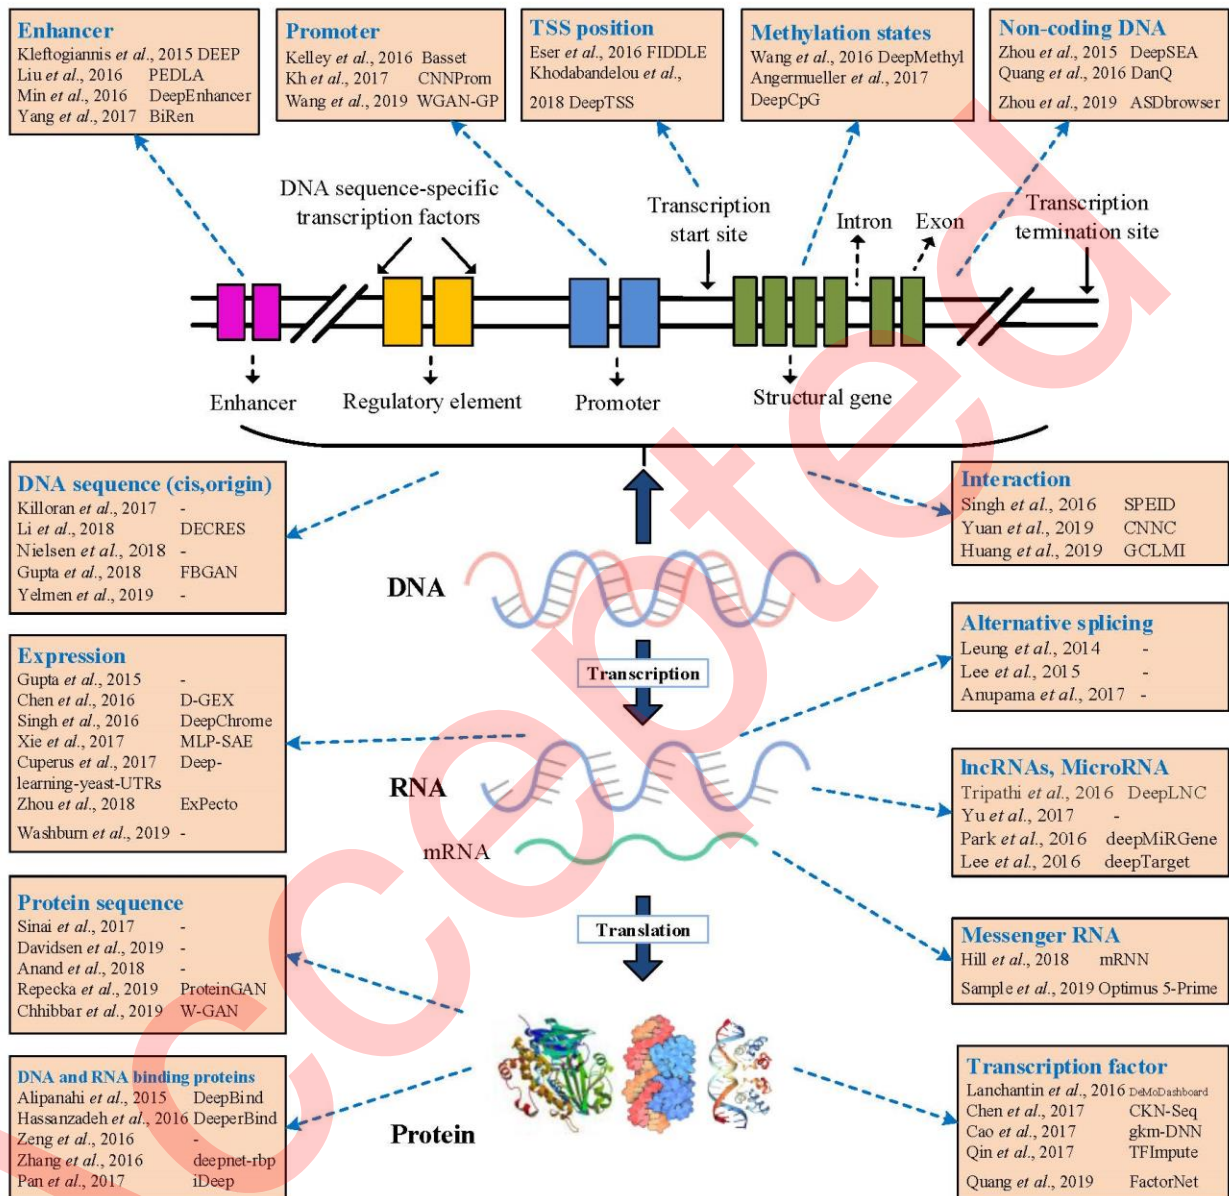 Enhancer
Kleftogiannis et al., 2015 DEEP
Liu et al., 2016 PEDLA
Min et al., 2016 DeepEnhancer
Yang et al., 2017 BiRen
Promoter
Kelley et al., 2016 Basset
Kh et al., 2017 CNNProm
Wang et al., 2019 WGAN-GP
TSS position
Eser et al., 2016 FIDDLE
Khodabandelou et al.,
2018 DeepTSS
Methylation states
Wang et al., 2016 DeepMethyl
Angermueller et al., 2017
DeepCpG
Non-coding DNA
Zhou et al., 2015 DeepSEA
Quang et al., 2016 DanQ
Zhou et al., 2019 ASDbrowser
DNA sequence-specific
transcription factors
Transcription
start site
Intron
Exon
Transcription
termination site
Enhancer
Regulatory element
Promoter
Structural gene
DNA sequence (cis,origin)
Killoran et al., 2017 -
Li et al., 2018 DECRES
Nielsen et al., 2018 -
Gupta et al., 2018 FBGAN
Yelmen et al., 2019 -
Interaction
Singh et al., 2016 SPEID
Yuan et al., 2019 CNNC
Huang et al., 2019 GCLMI
DNA
Transcription
Alternative splicing
Leung et al., 2014 -
Lee et al., 2015 -
Anupama et al., 2017 -
Expression
Gupta et al., 2015 -
Chen et al., 2016 D-GEX
Singh et al., 2016 DeepChrome
Xie et al., 2017 MLP-SAE
Cuperus et al., 2017 Deep-
learning-yeast-UTRs
Zhou et al., 2018 ExPecto
Washburn et al., 2019 -
RNA
mRNA
lncRNAs, MicroRNA
Tripathi et al., 2016 DeepLNC
Yu et al., 2017 -
Park et al., 2016 deepMiRGene
Lee et al., 2016 deepTarget
Translation
Protein sequence
Sinai et al., 2017 -
Davidsen et al., 2019 -
Anand et al., 2018 -
Repecka et al., 2019 ProteinGAN
Chhibbar et al., 2019 W-GAN
Messenger RNA
Hill et al., 2018 mRNN
Sample et al., 2019 Optimus 5-Prime
DNA and RNA binding proteins
Alipanahi et al., 2015 DeepBind
Hassanzadeh et al., 2016 DeeperBind
Zeng et al., 2016 -
Zhang et al., 2016 deepnet-rbp
Pan et al., 2017 iDeep
Protein
Transcription factor
Lanchantin et al., 2016 DeMoDashboard
Chen et al., 2017 CKN-Seq
Cao et al., 2017 gkm-DNN
Qin et al., 2017 TFImpute
Quang et al., 2019 FactorNet
Accepted